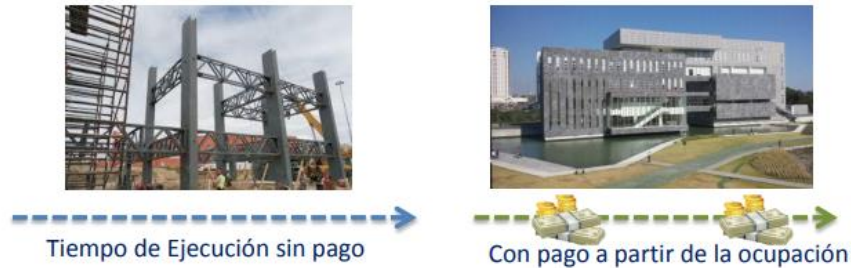 Tiempo de Ejecución sin pago
Con pago a partir de la ocupación